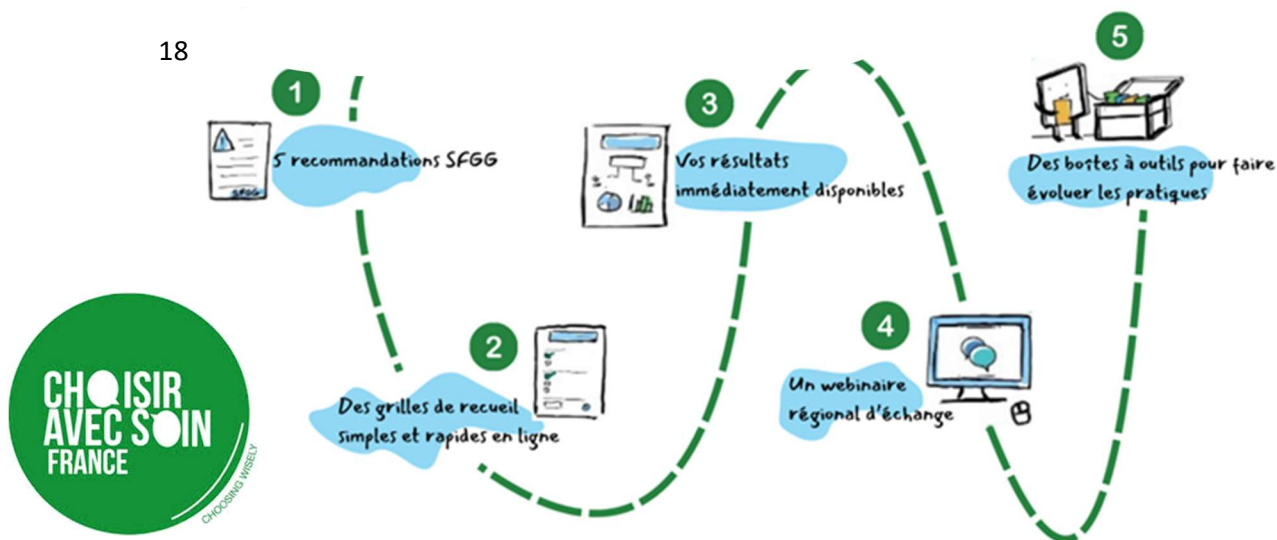 18
1
5 recommandations SFGG
SFGG
2
Des grilles de recueil
simples et rapides en ligne
3
Vos résultats
immédiatement disponibles
4
Un webinaire
régional d'échange
5
Des boîtes à outils pour faire
évoluer les pratiques
CHOISIR
AVEC SOIN
FRANCE
CHOOSING WISELY